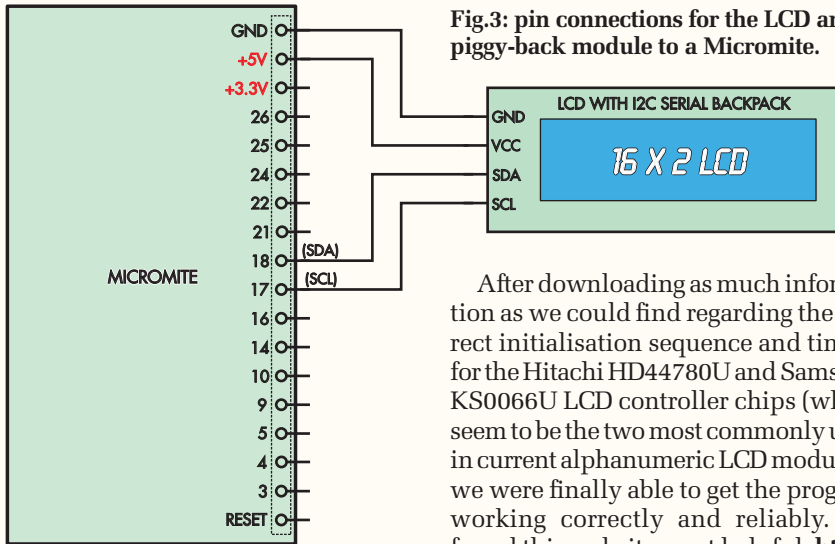 GND
+5V
+3.3V
26
25
24
22
21
18
17
16
14
10
9
5
4
3
RESET
MICROMITE
(SDA)
(SCL)
Fig.3: pin connections for the LCD
piggy-back module to a Micromite.
LCD WITH I2C SERIAL BACKPACK
GND
VCC
SDA
SCL
16 X 2 LCD
After downloading as much infor
tion as we could find regarding the
rect initialisation sequence and tin
for the Hitachi HD44780U and Sams
KS0066U LCD controller chips (wh
seem to be the two most commonly u
in current alphanumeric LCD modu
we were finally able to get the prog
working correctly and reliably.